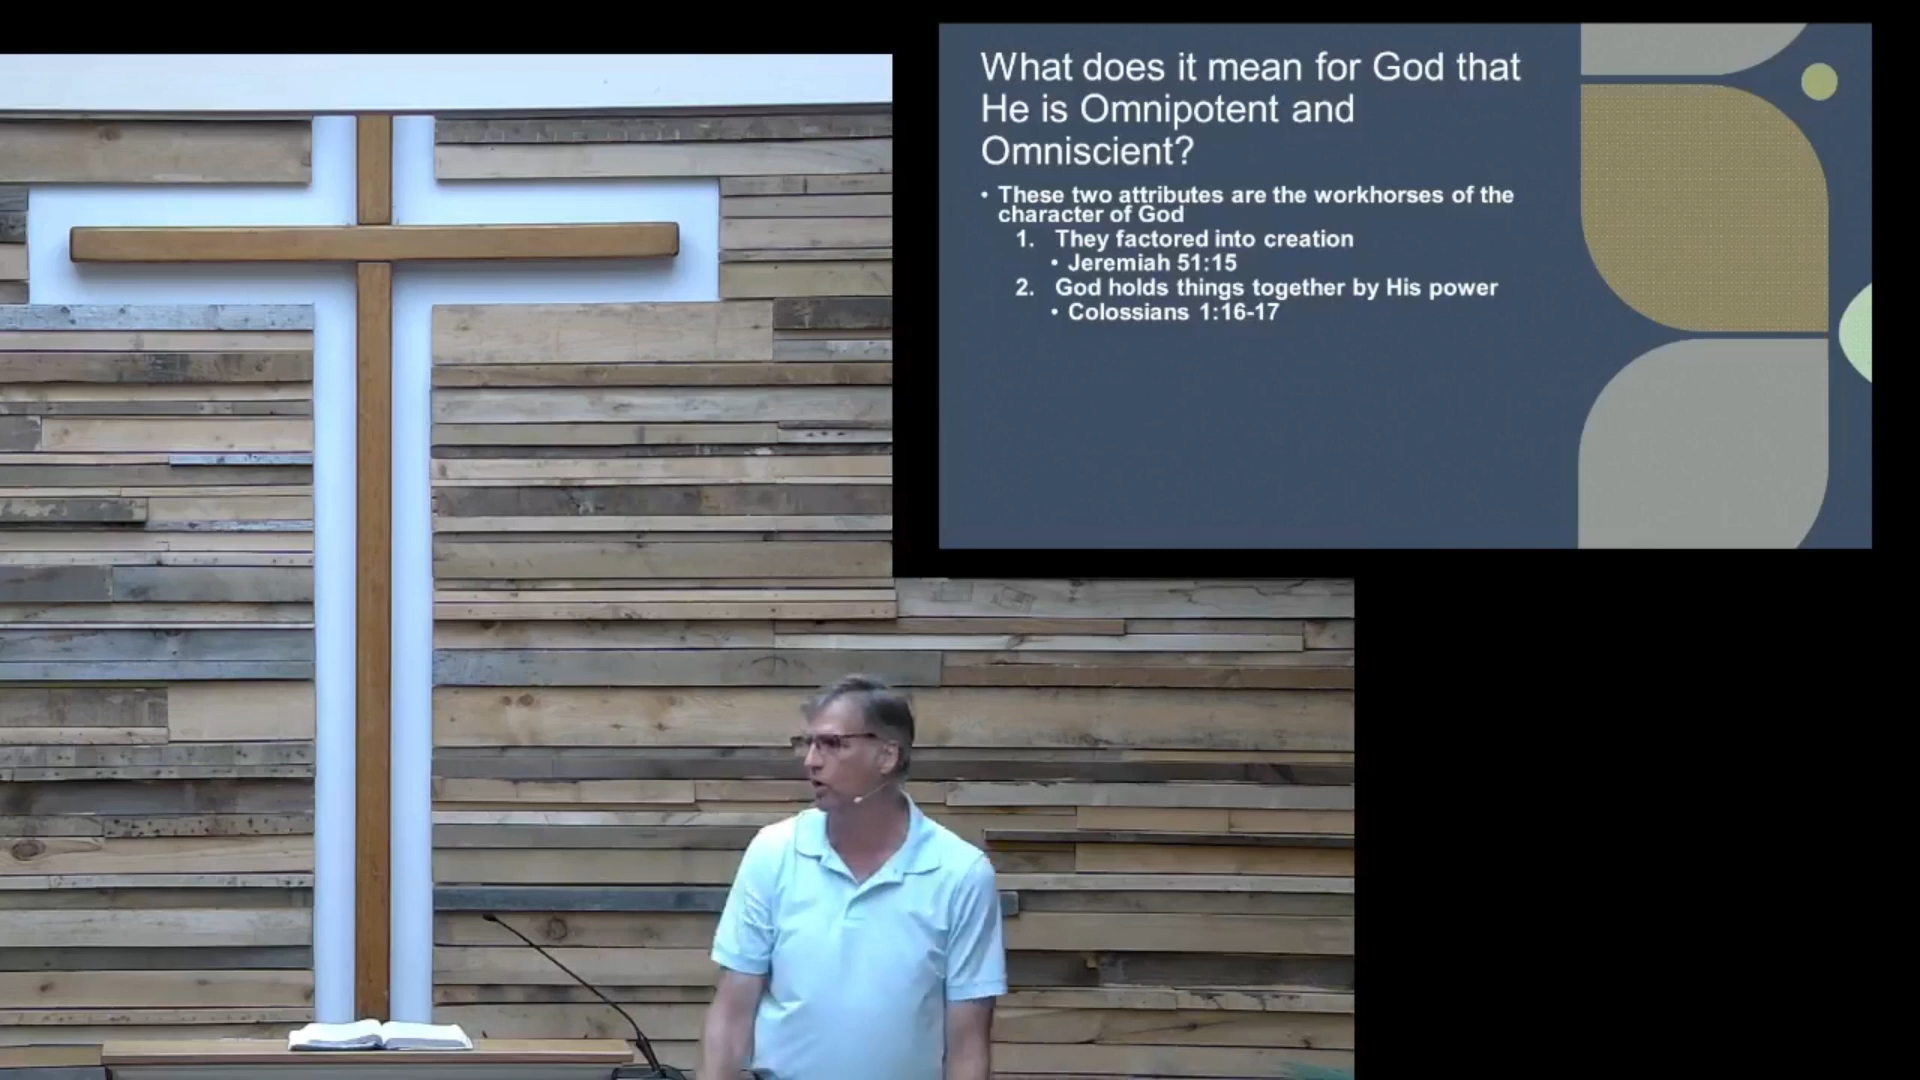 What does it mean for God that
He is Omnipotent and
Omniscient?
• These two attributes are the workhorses of the
character of God
1. They factored into creation
• Jeremiah 51:15
2. God holds things together by His power
• Colossians 1:16-17